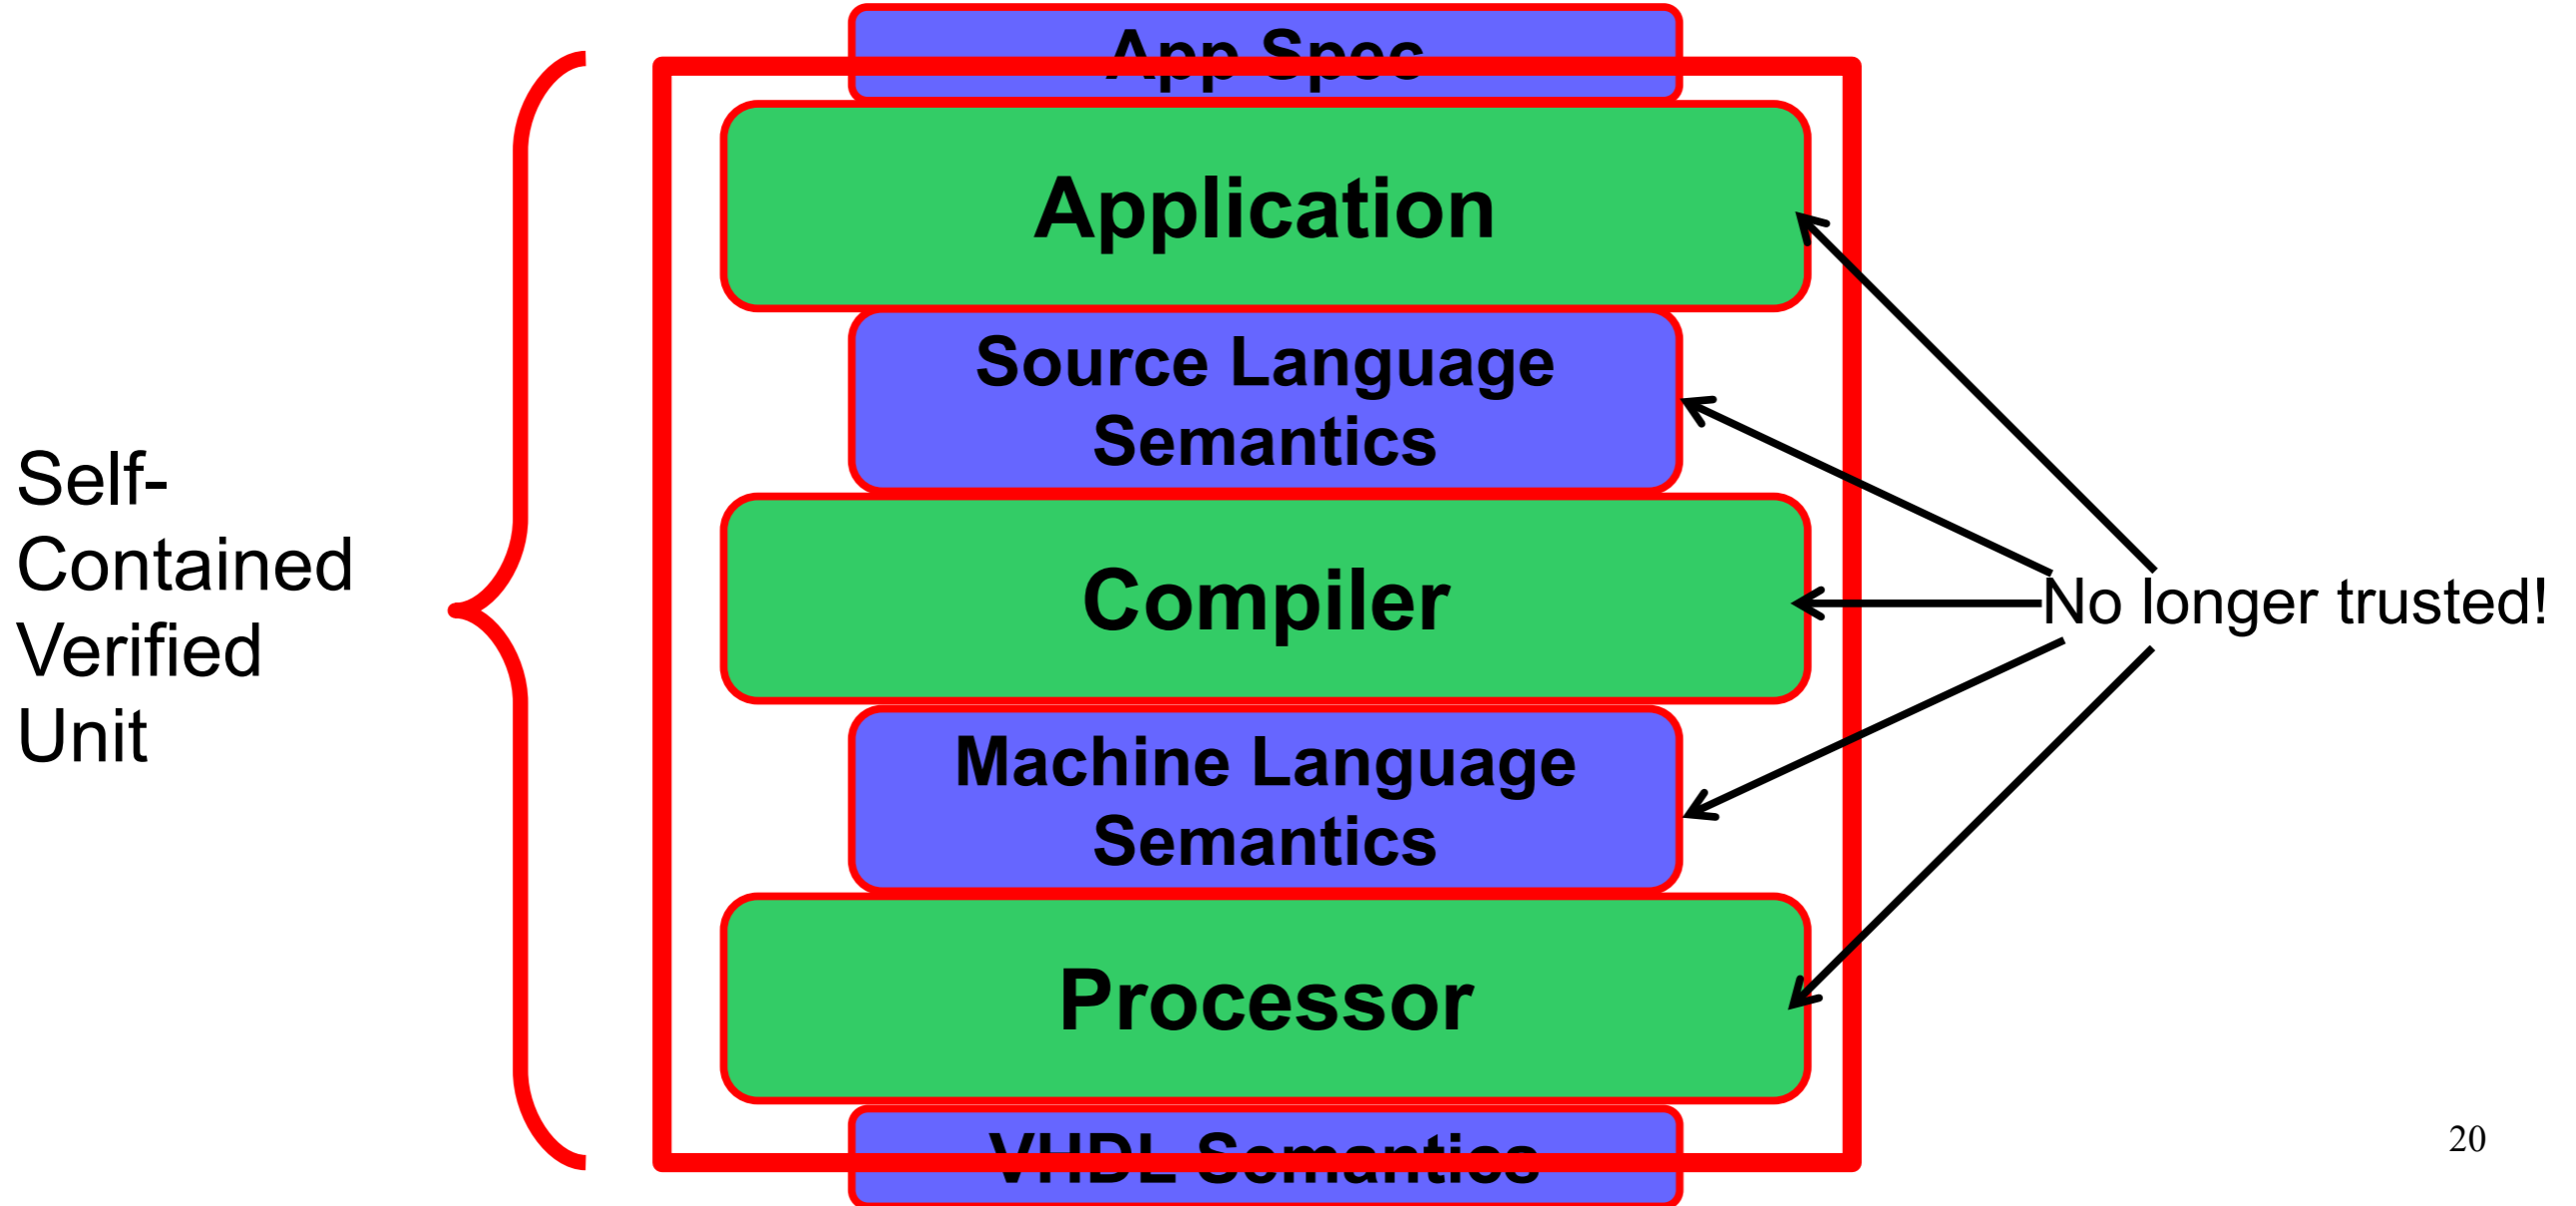 App Spec
Application
Source Language
Semantics
Self-
Contained
Verified
Unit
Compiler
No longer trusted!
Machine Language
Semantics
Processor
VHDL Semantics
20